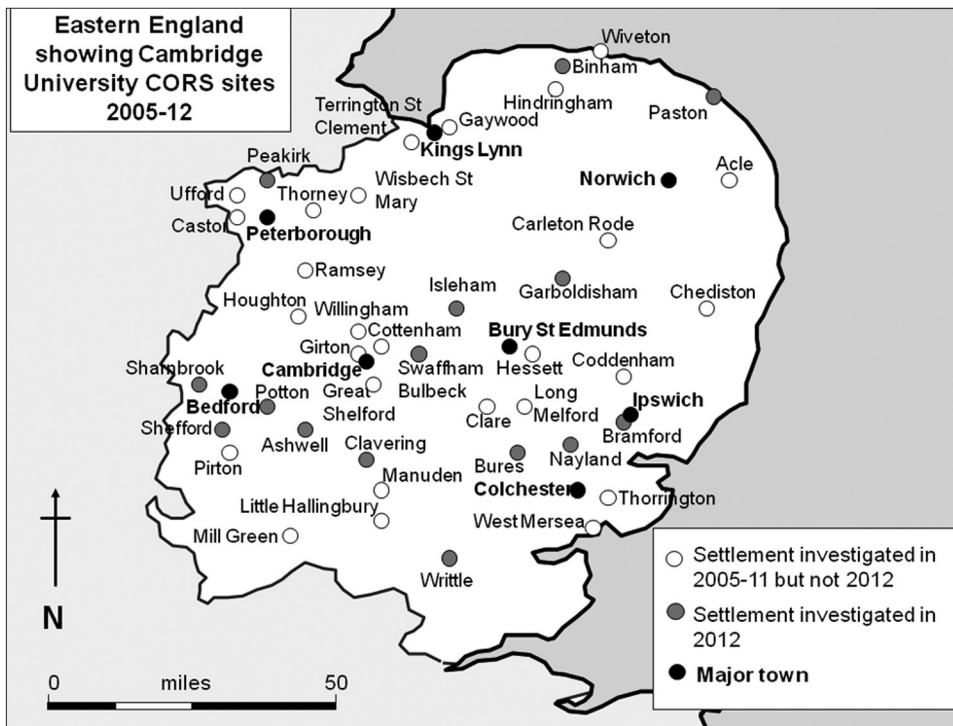 Eastern England
showing Cambridge
University CORS sites
2005-12
Wiveton
Binham
Hindringham
Paston
Terrington St
Clement
Gaywood
Kings Lynn
Peakirk
Ufford
Thorney
Wisbech St
Mary
Norwich
Acle
Castor
Peterborough
Carleton Rode
Ramsey
Isleham
Garboldisham
Chediston
Houghton
Willingham
Cottenham
Bury St Edmunds
Girton
Cambridge
Swaffham
Bulbeck
Hessett
Coddenham
Sharnbrook
Bedford
Potton
Great
Shelford
Clare
Long
Melford
Ipswich
Shefford
Ashwell
Clavering
Bramford
Pirton
Bures
Nayland
Manuden
Colchester
Thorrington
Little Hallingbury
West Mersea
Mill Green
Writtle
N
0 miles 50
Settlement investigated in
2005-11 but not 2012
Settlement investigated in
2012
Major town